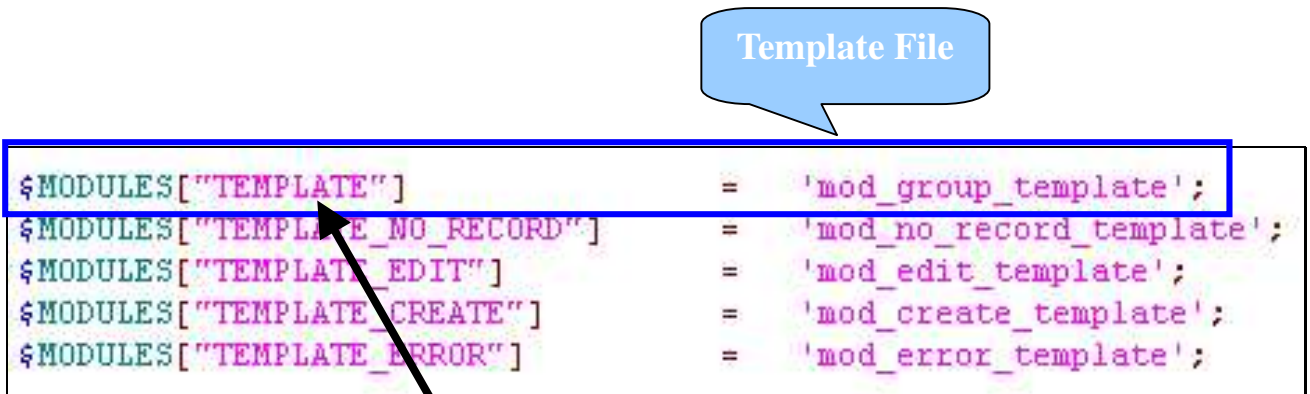 Template File
$MODULES["TEMPLATE"] = 'mod_group_template';
$MODULES["TEMPLATE_NO_RECORD"] = 'mod_no_record_template';
$MODULES["TEMPLATE_EDIT"] = 'mod_edit_template';
$MODULES["TEMPLATE_CREATE"] = 'mod_create_template';
$MODULES["TEMPLATE_ERROR"] = 'mod_error_template';